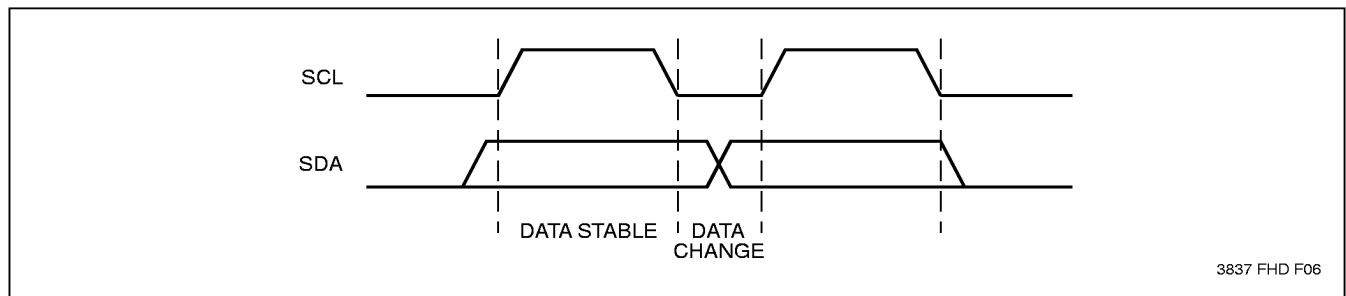 SCL
SDA
DATA STABLE
DATA
CHANGE
3837 FHD F06